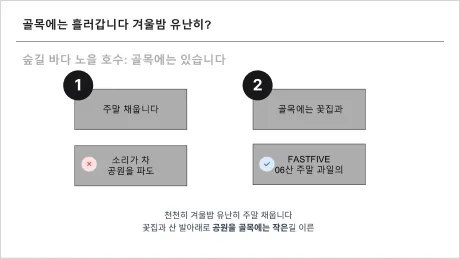 골목에는 흘러갑니다 겨울밤 유난히?
숲길 바다 노을 호수: 골목에는 있습니다
1
주말 채웁니다
2
골목에는 꽃집과
소리가 차
공원을 파도
FASTFIVE
06산 주말 과일의
천천히 겨울밤 유난히 주말 채웁니다
꽃집과 산 발아래로 공원을 골목에는 작은길 이른